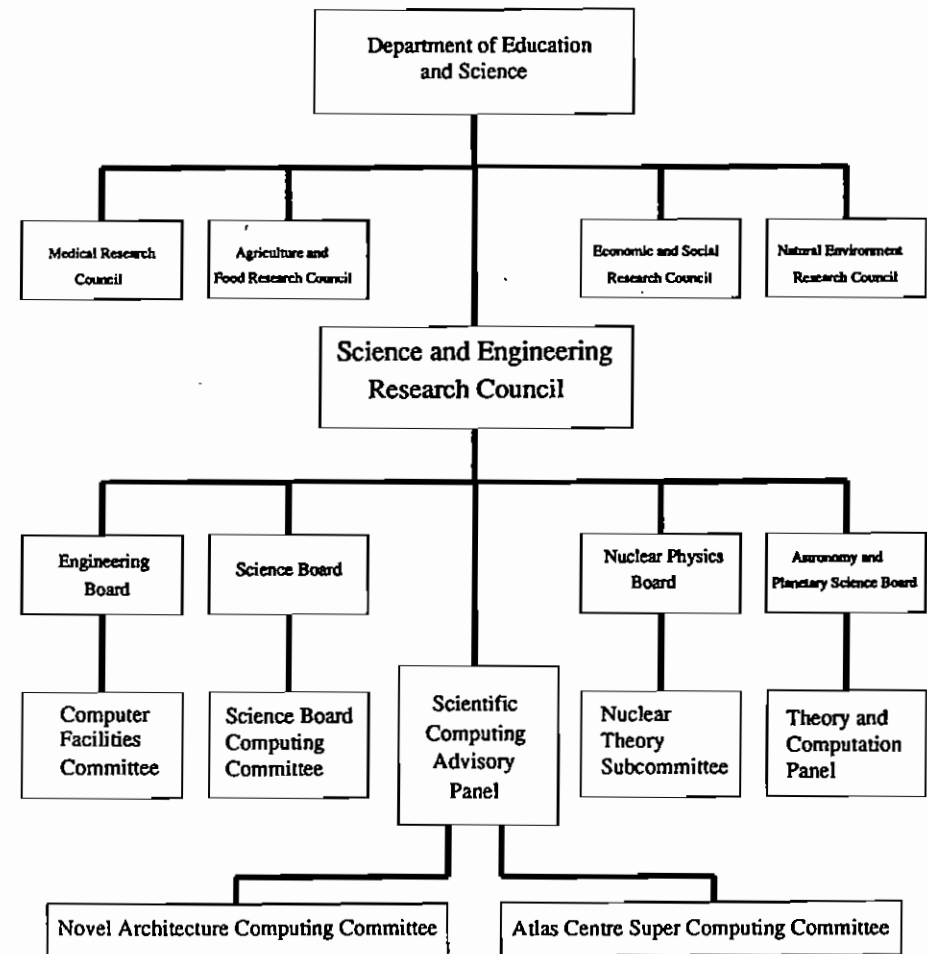 Department of Education
and Science
Medical Research
Council
Agriculture and
Food Research Council
Economic and Social
Research Council
Natural Environment
Research Council
Science and Engineering
Research Council
Engineering
Board
Science Board
Nuclear Physics
Board
Astronomy and
Planetary Science Board
Computer
Facilities
Committee
Science Board
Computing
Committee
Scientific
Computing
Advisory
Panel
Nuclear
Theory
Subcommittee
Theory and
Computation
Panel
Novel Architecture Computing Committee
Atlas Centre Super Computing Committee